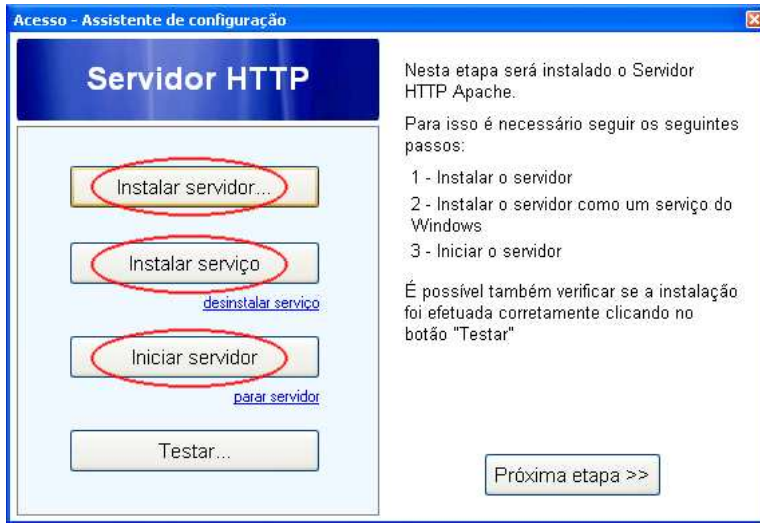 Acesso - Assistente de configuração
Servidor HTTP
Instalar servidor...
Instalar serviço
desinstalar serviço
Iniciar servidor
parar servidor
Testar...
Nesta etapa será instalado o Servidor
HTTP Apache.
Para isso é necessário seguir os seguintes
passos:
1 - Instalar o servidor
2 - Instalar o servidor como um serviço do
Windows
3 - Iniciar o servidor
É possível também verificar se a instalação
foi efetuada corretamente clicando no
botão "Testar"
Próxima etapa >>